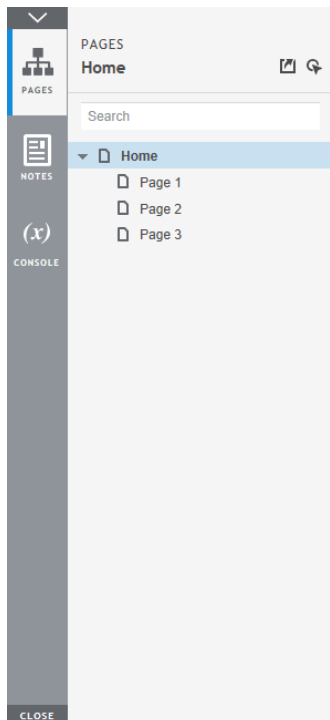 PAGES
NOTES
(x)
CONSOLE
CLOSE
PAGES
Home
Search
Home
Page 1
Page 2
Page 3